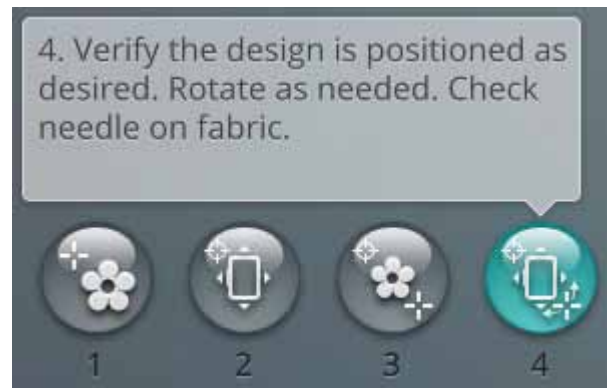 4. Verify the design is positioned as
desired. Rotate as needed. Check
needle on fabric.
1 2 3 4